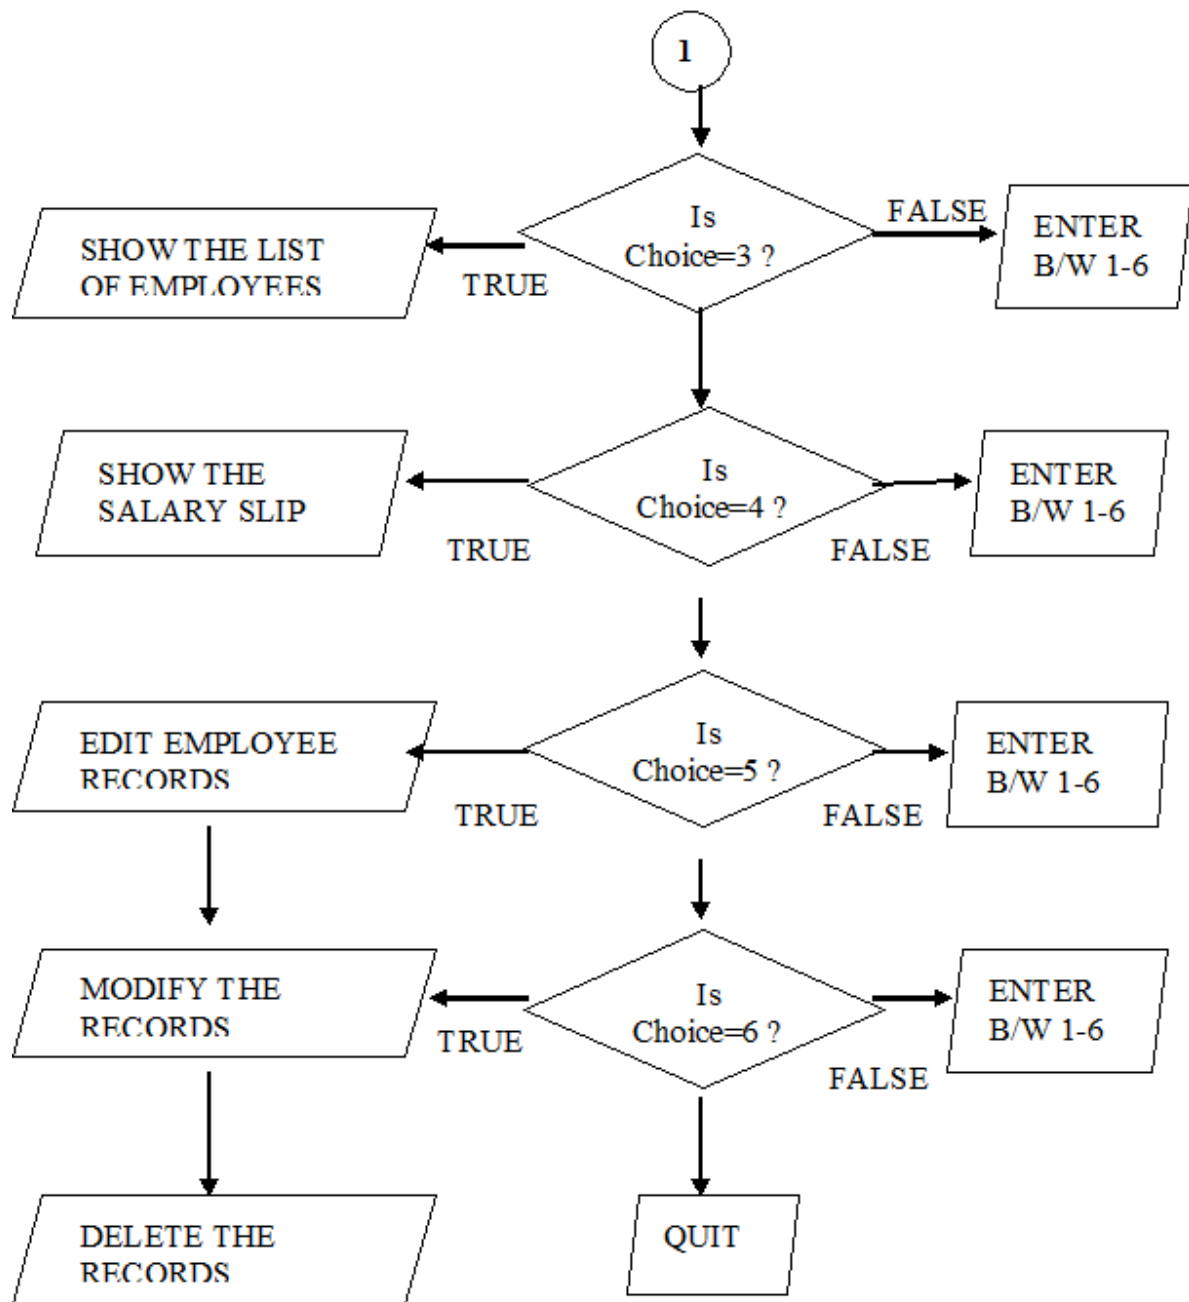 1
Is
Choice=3 ?
FALSE
TRUE
SHOW THE LIST
OF EMPLOYEES
ENTER
B/W 1-6
Is
Choice=4 ?
TRUE
FALSE
SHOW THE
SALARY SLIP
ENTER
B/W 1-6
Is
Choice=5 ?
TRUE
FALSE
EDIT EMPLOYEE
RECORDS
ENTER
B/W 1-6
Is
Choice=6 ?
TRUE
FALSE
MODIFY THE
RECORDS
ENTER
B/W 1-6
DELETE THE
RECORDS
QUIT